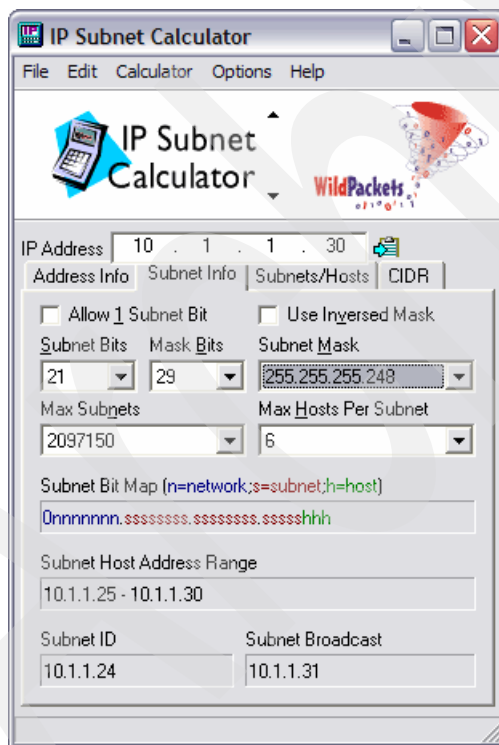 IP Subnet Calculator
File Edit Calculator Options Help
IP Subnet
Calculator
WildPackets
IP Address 10 . 1 . 1 . 30
Address Info Subnet Info Subnets/Hosts CIDR
Allow 1 Subnet Bit Use Inversed Mask
Subnet Bits Mask Bits Subnet Mask
21 29 255.255.255.248
Max Subnets Max Hosts Per Subnet
2097150 6
Subnet Bit Map (n=network;s=subnet;h=host)
0nnnnnnn.ssssssss.ssssssss.ssssshhh
Subnet Host Address Range
10.1.1.25 - 10.1.1.30
Subnet ID Subnet Broadcast
10.1.1.24 10.1.1.31